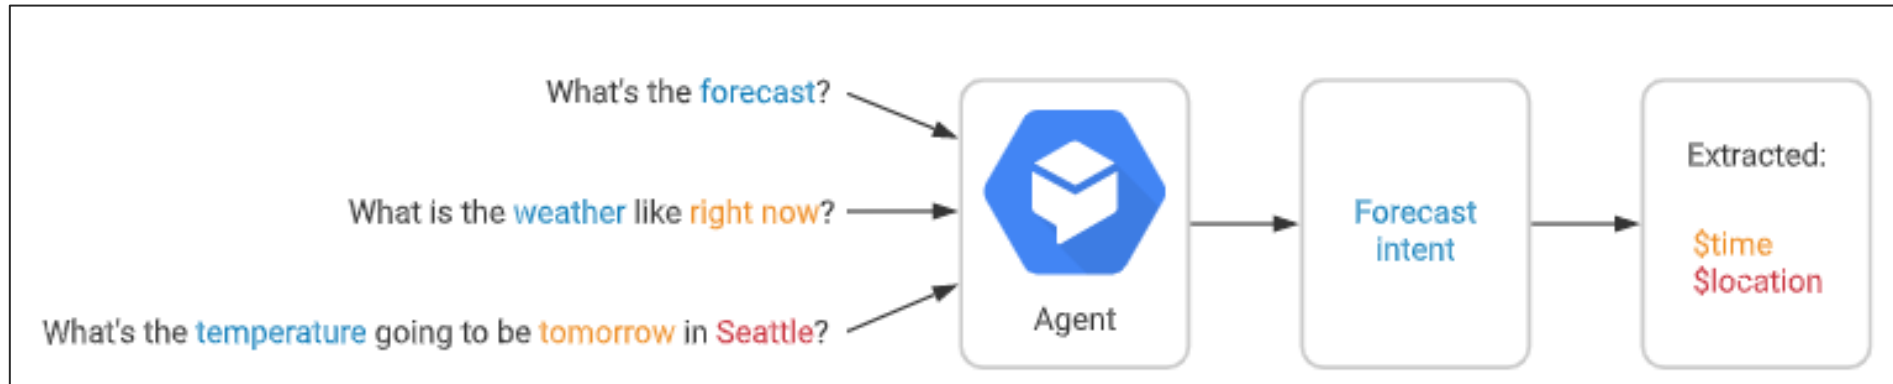 What's the forecast?
What is the weather like right now?
What's the temperature going to be tomorrow in Seattle?
Agent
Forecast
intent
Extracted:
$time
$location